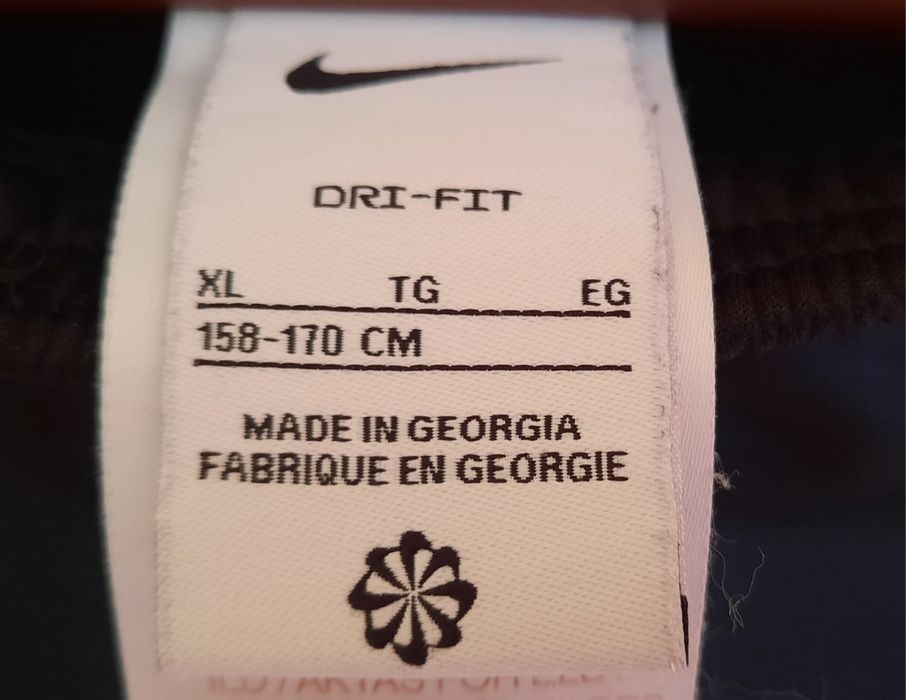 DRI-FIT
XL TG EG
158-170 CM
MADE IN GEORGIA
FABRIQUE EN GEORGIE